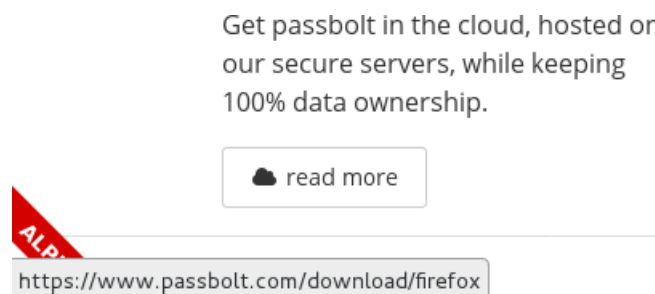 Get passbolt in the cloud, hosted on
our secure servers, while keeping
100% data ownership.
read more
https://www.passbolt.com/download/firefox